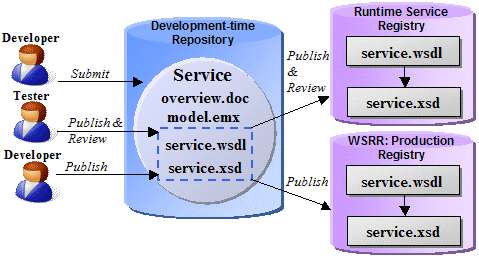 Developer
Submit
Tester
Publish &
Review
Developer
Publish
Development-time
Repository
Service
overview.doc
model.emx
service.wsdl
service.xsd
Publish
&
Review
Publish
Runtime Service
Registry
service.wsdl
service.xsd
WSRR: Production
Registry
service.wsdl
service.xsd